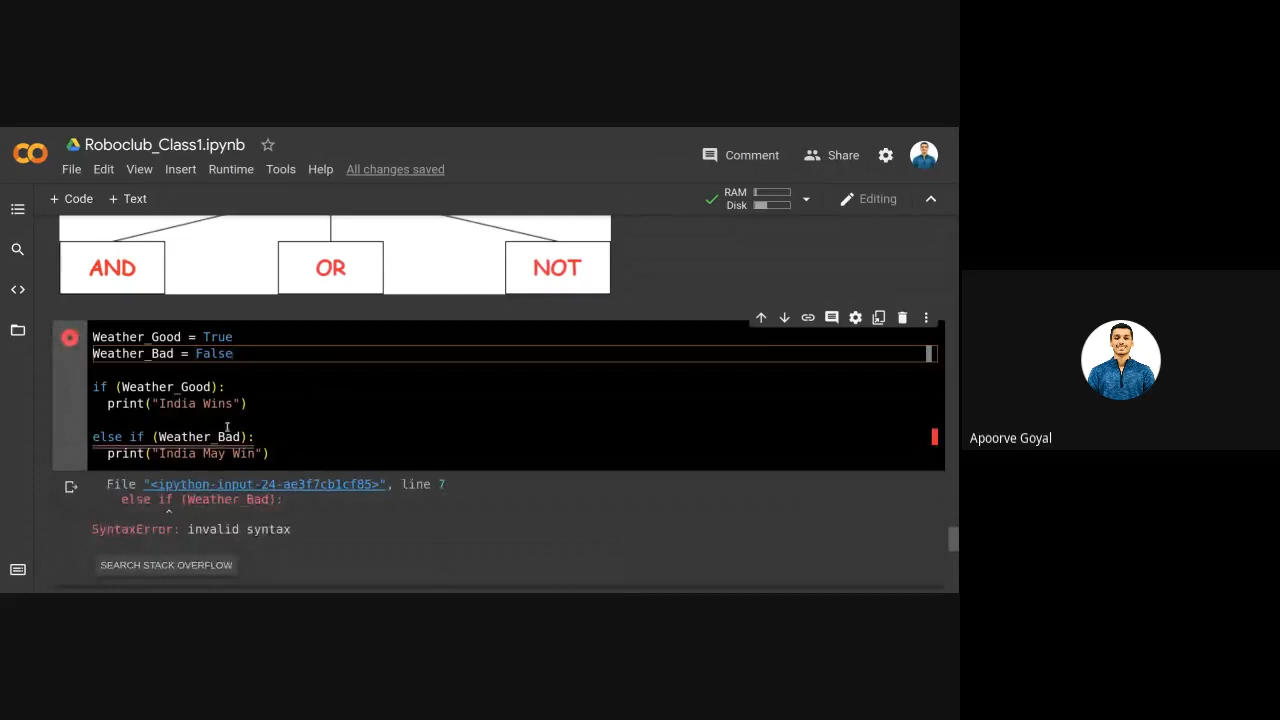 Roboclub_Class1.ipynb
File Edit View Insert Runtime Tools Help All changes saved
Comment Share
+ Code + Text
RAM
Disk
Editing
AND OR NOT
Weather_Good = True
Weather_Bad = False
if (Weather_Good):
print("India Wins")
else if (Weather_Bad):
print("India May Win")
File "<ipython-input-24-ae3f7cb1cf85>", line 7
else if (Weather_Bad):
^
SyntaxError: invalid syntax
SEARCH STACK OVERFLOW
Apoorve Goyal